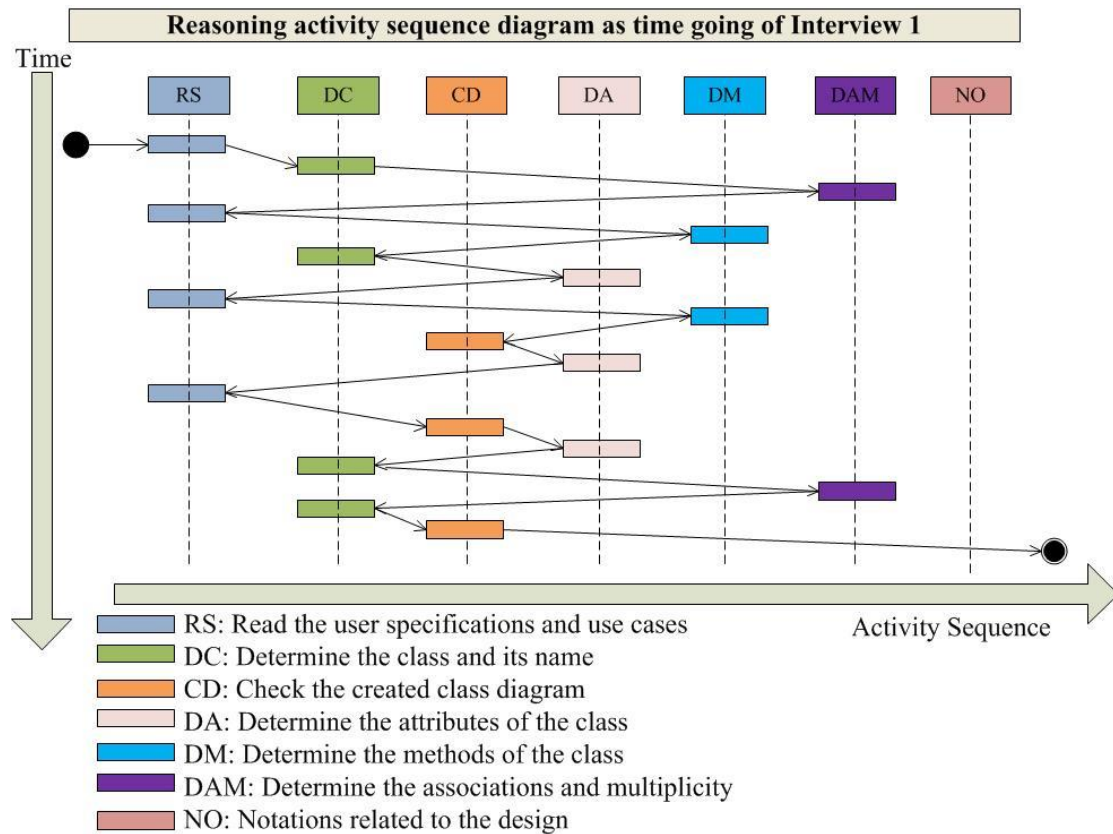 Reasoning activity sequence diagram as time going of Interview 1
Time
RS
DC
CD
DA
DM
DAM
NO
Activity Sequence
RS: Read the user specifications and use cases
DC: Determine the class and its name
CD: Check the created class diagram
DA: Determine the attributes of the class
DM: Determine the methods of the class
DAM: Determine the associations and multiplicity
NO: Notations related to the design